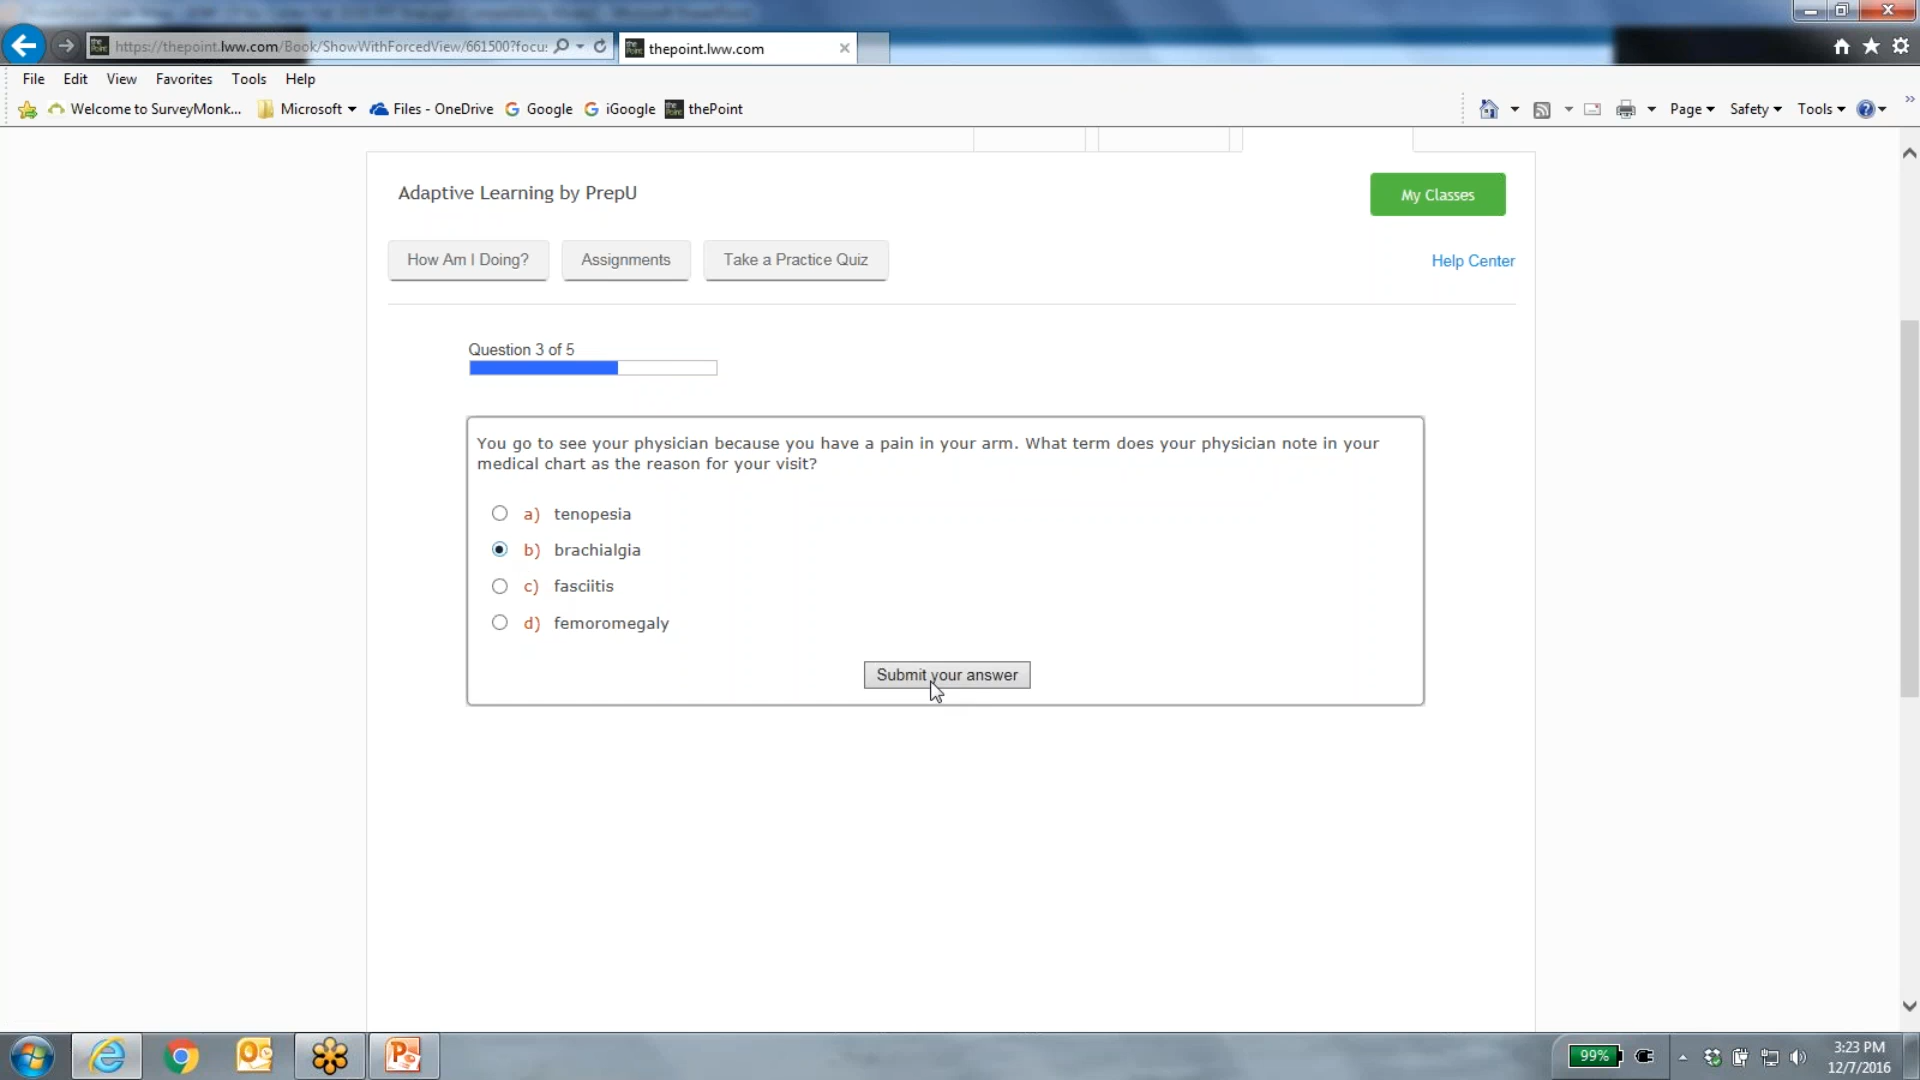 https://thepoint.lww.com/Book/ShowWithForcedView/661500?focu:
thepoint.lww.com
File Edit View Favorites Tools Help
Welcome to SurveyMonk... Microsoft Files - OneDrive Google iGoogle thePoint
Page Safety Tools
Adaptive Learning by PrepU
My Classes
How Am I Doing? Assignments Take a Practice Quiz
Help Center
Question 3 of 5
You go to see your physician because you have a pain in your arm. What term does your physician note in your
medical chart as the reason for your visit?
a) tenopesia
b) brachialgia
c) fasciitis
d) femoromegaly
Submit your answer
99%
3:23 PM
12/7/2016